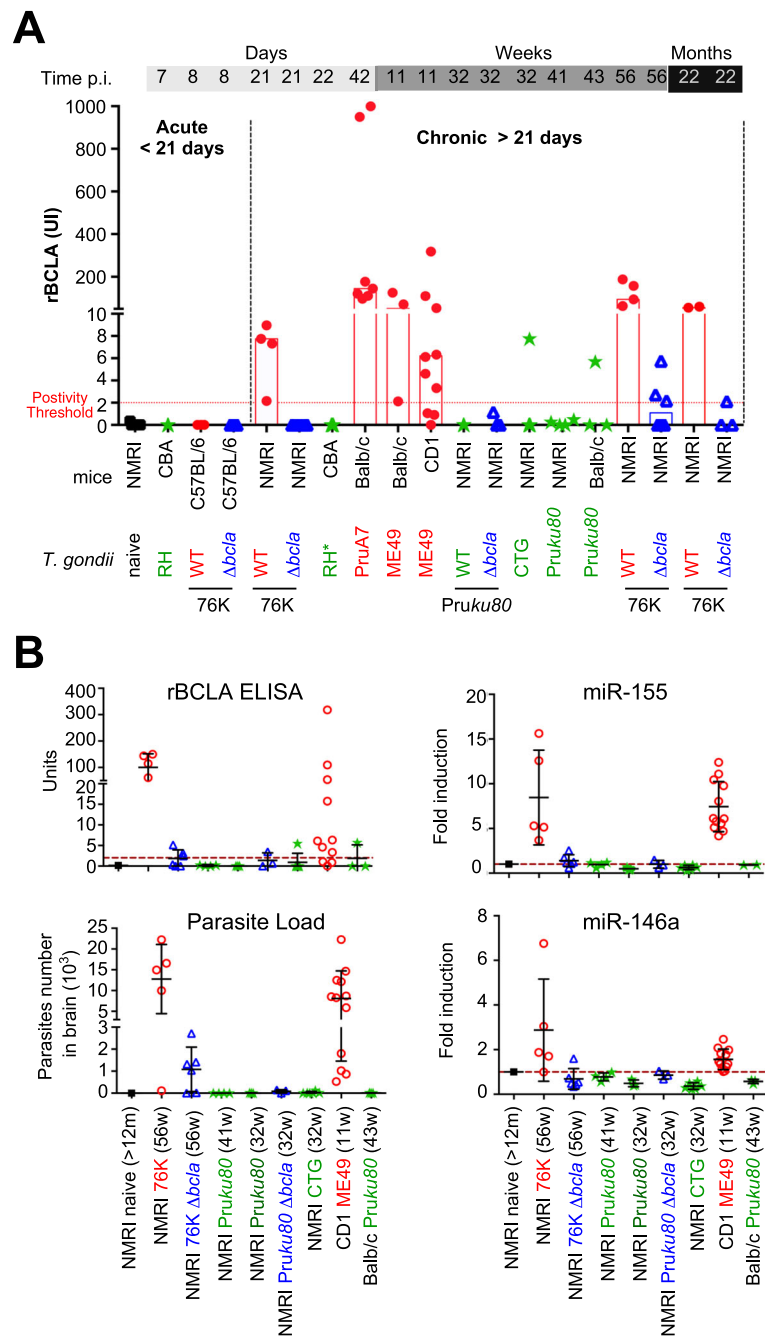 A
Days Weeks Months
Time p.i. 7 8 8 21 21 22 42 11 11 32 32 32 41 43 56 56 22 22
1000
800
600
400
200
10
8
6
4
2
0
rBCLA (UI)
Acute
< 21 days
Chronic > 21 days
Postivity
Threshold
mice NMRI CBA C57BL/6 C57BL/6 NMRI NMRI CBA Balb/c Balb/c CD1 NMRI NMRI NMRI NMRI Balb/c NMRI NMRI NMRI NMRI
T. gondii naive RH WT Δbcla WT Δbcla RH* PruA7 ME49 ME49 WT Δbcla CTG Pruku80 Pruku80 WT Δbcla WT Δbcla
76K 76K Pruku80 76K 76K
B
rBCLA ELISA
Units
400
300
200
100
20
15
10
5
0
miR-155
Fold induction
20
15
10
5
0
Parasite Load
Parasites number
in brain (10³)
25
20
15
10
5
3
2
1
0
miR-146a
Fold induction
8
6
4
2
0
NMRI naive (>12m)
NMRI 76K (56w)
NMRI 76K Δbcla (56w)
NMRI Pruku80 (41w)
NMRI Pruku80 (32w)
NMRI Pruku80 Δbcla (32w)
NMRI CTG (32w)
CD1 ME49 (11w)
Balb/c Pruku80 (43w)
NMRI naive (>12m)
NMRI 76K (56w)
NMRI 76K Δbcla (56w)
NMRI Pruku80 (41w)
NMRI Pruku80 (32w)
NMRI Pruku80 Δbcla (32w)
NMRI CTG (32w)
CD1 ME49 (11w)
Balb/c Pruku80 (43w)